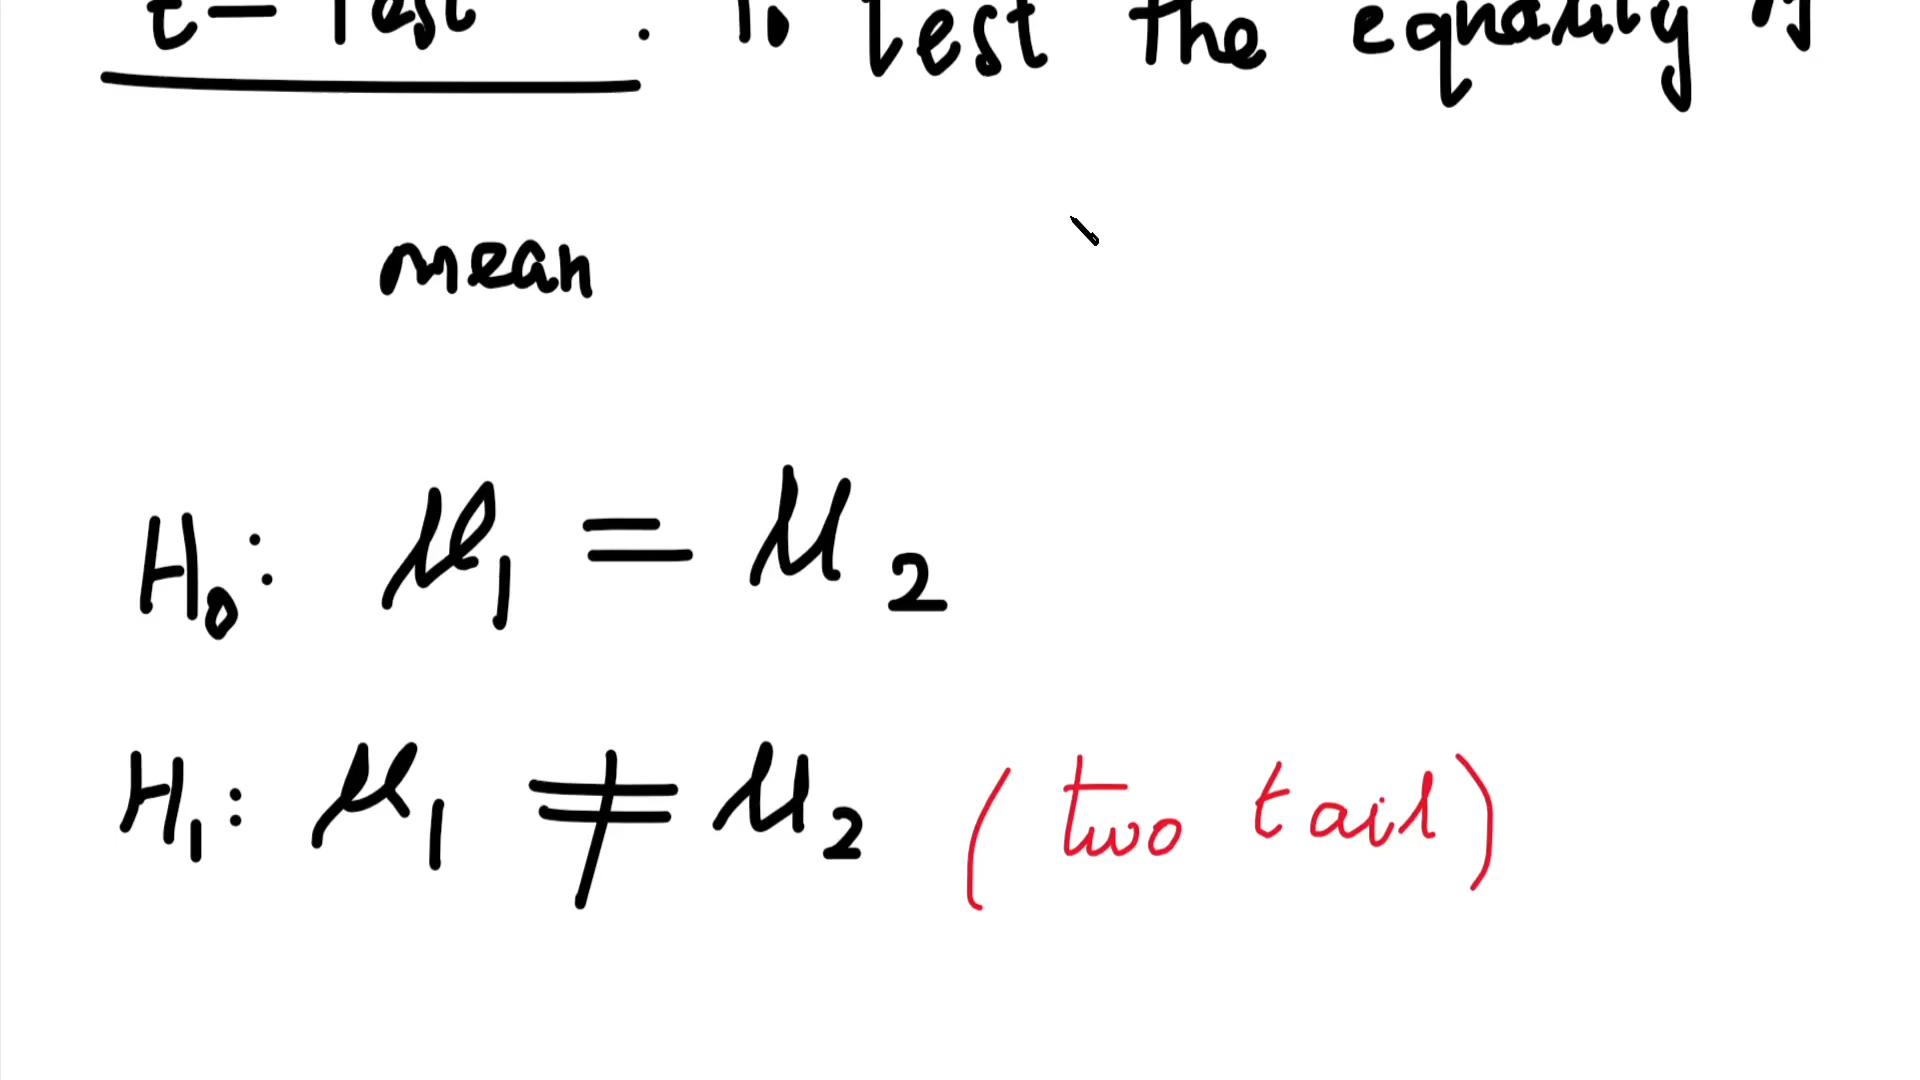 t- Test : To test the equality of
mean
H₀: μ₁ = μ₂
H₁: μ₁ ≠ μ₂ (two tail)